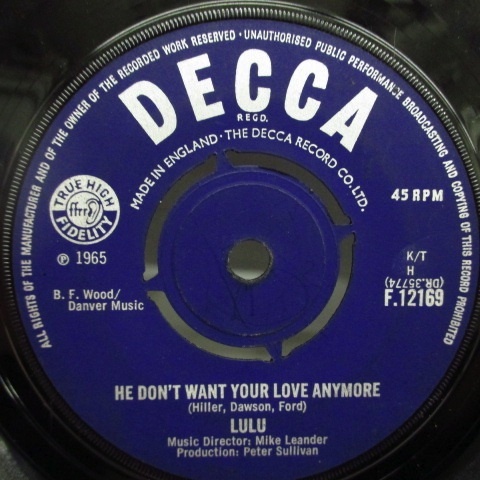 ALL RIGHTS OF THE MANUFACTURER AND OF THE OWNER OF THE RECORDED WORK RESERVED · UNAUTHORISED PUBLIC PERFORMANCE BROADCASTING AND COPYING OF THIS RECORD PROHIBITED
DECCA
REGD.
MADE IN ENGLAND · THE DECCA RECORD CO. LTD.
TRUE HIGH
ffrr
FIDELITY
45 RPM
℗ 1965
K/T
H
(DR.35774)
F.12169
B. F. Wood/
Danver Music
HE DON'T WANT YOUR LOVE ANYMORE
(Hiller, Dawson, Ford)
LULU
Music Director: Mike Leander
Production: Peter Sullivan